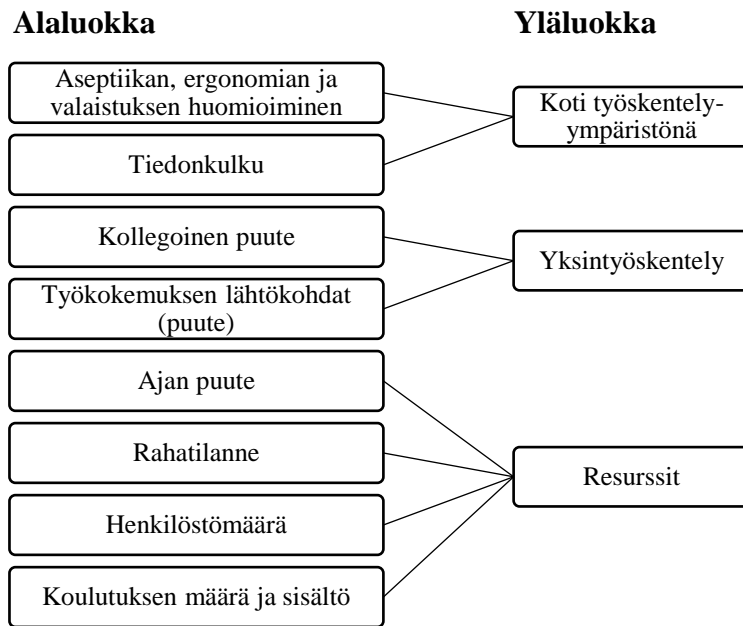 Alaluokka
Yläluokka
Aseptiikan, ergonomian ja
valaistuksen huomioiminen
Koti työskentely-
ympäristönä
Tiedonkulku
Kollegoinen puute
Yksintyöskentely
Työkokemuksen lähtökohdat
(puute)
Ajan puute
Rahatilanne
Resurssit
Henkilöstömäärä
Koulutuksen määrä ja sisältö